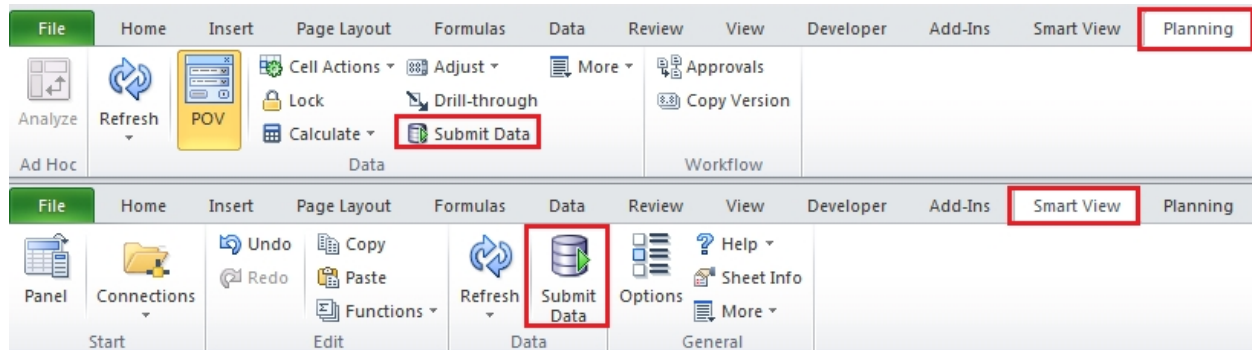 File Home Insert Page Layout Formulas Data Review View Developer Add-Ins Smart View Planning
Cell Actions Adjust More Approvals
Lock Drill-through Copy Version
Analyze Refresh POV Calculate Submit Data
Ad Hoc Data Workflow
File Home Insert Page Layout Formulas Data Review View Developer Add-Ins Smart View Planning
Undo Copy Help
Redo Paste Sheet Info
Panel Connections Functions Refresh Submit Data Options More
Start Edit Data General